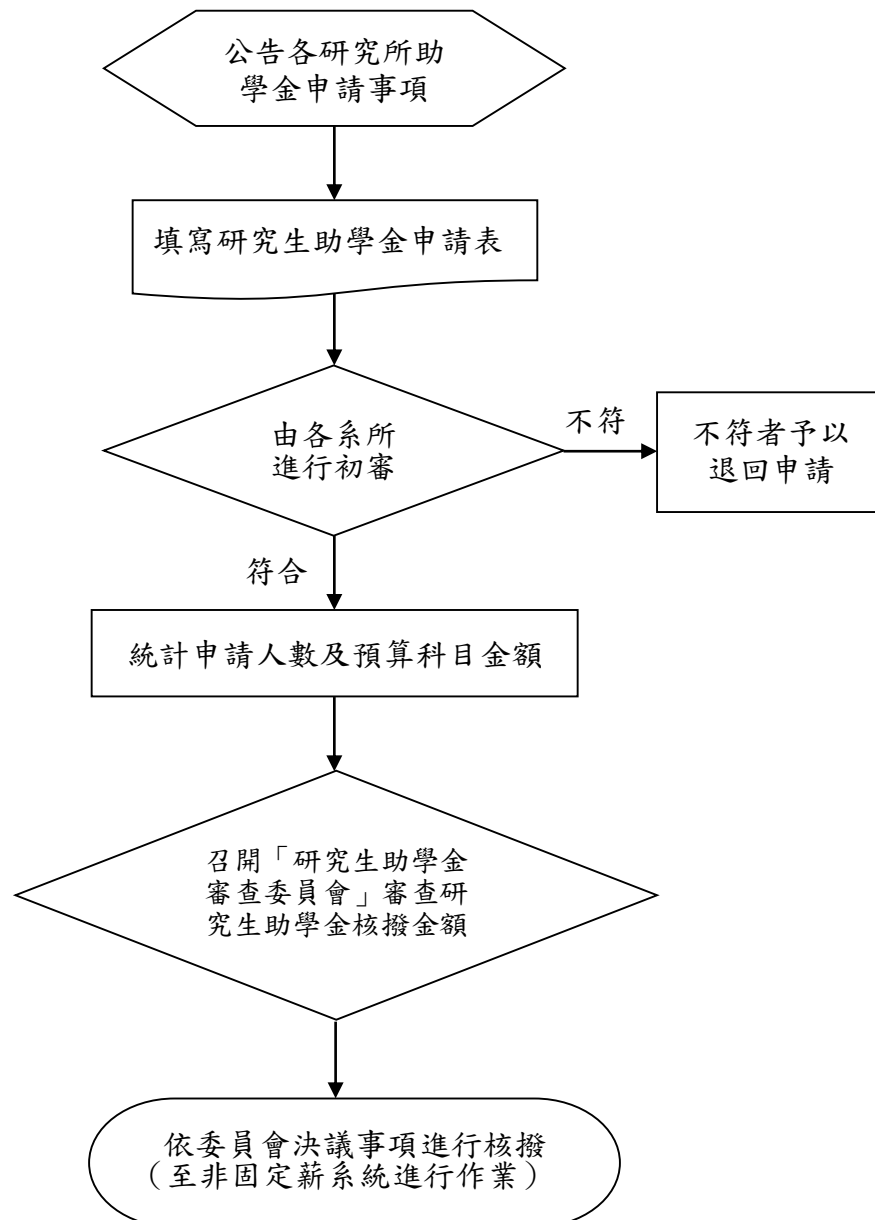 公告各研究所助
學金申請事項
填寫研究生助學金申請表
由各系所
進行初審
不符
不符者予以
退回申請
符合
統計申請人數及預算科目金額
召開「研究生助學金
審查委員會」審查研
究生助學金核撥金額
依委員會決議事項進行核撥
（至非固定薪系統進行作業）